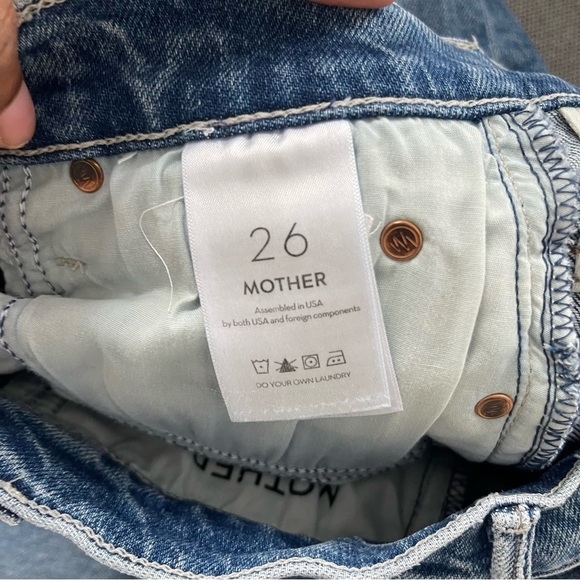 26
MOTHER
Assembled in USA
by both USA and foreign components
DO YOUR OWN LAUNDRY
MOTHER